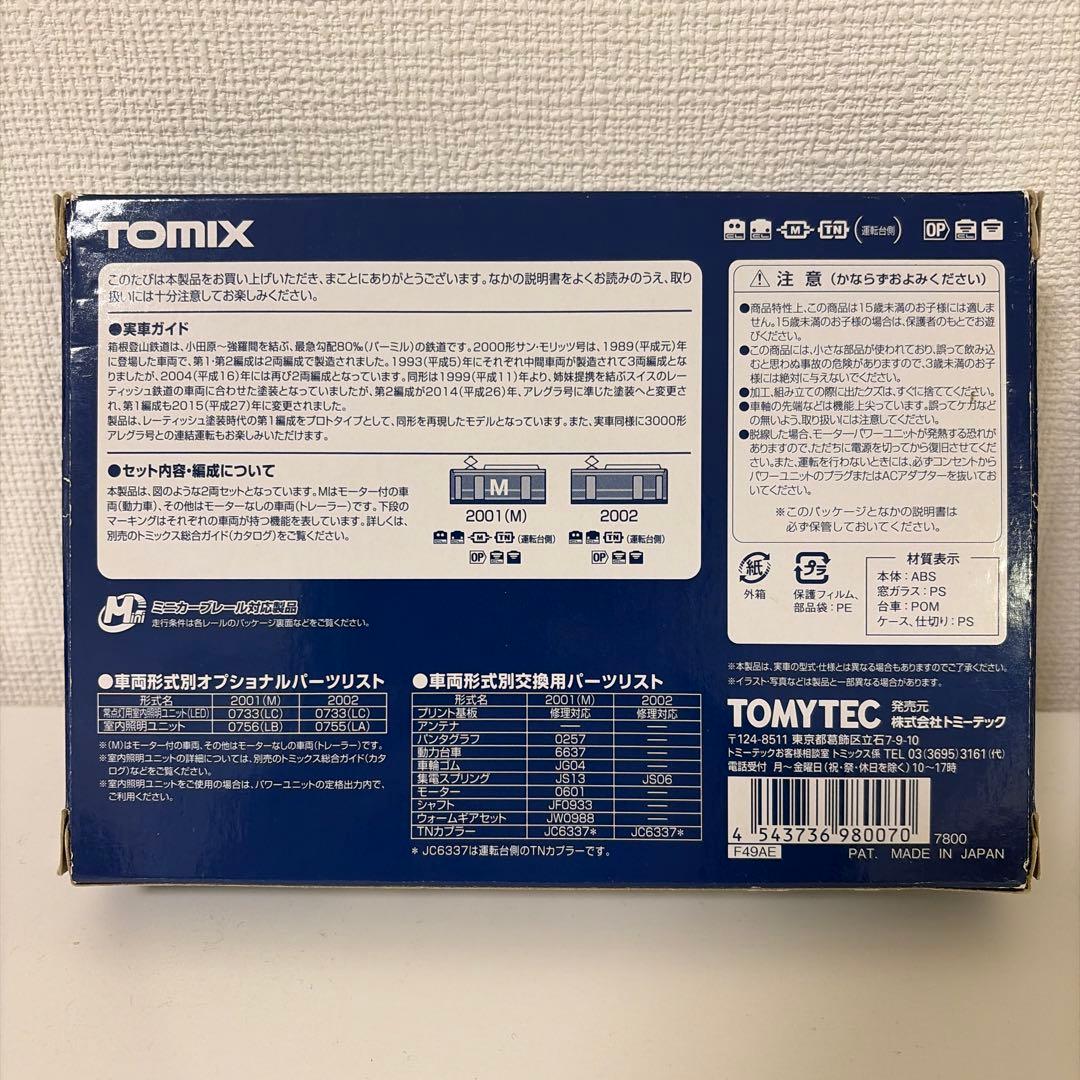 TOMIX
EL EL M TN (運転台側) OP EL
このたびは本製品をお買い上げいただき、まことにありがとうございます。なかの説明書をよくお読みのうえ、取り
扱いには十分注意してお楽しみください。
●実車ガイド
箱根登山鉄道は、小田原〜強羅間を結ぶ、最急勾配80‰(パーミル)の鉄道です。2000形サン・モリッツ号は、1989(平成元)年
に登場した車両で、第1・第2編成は2両編成で製造されました。1993(平成5)年にそれぞれ中間車両が製造されて3両編成とな
りましたが、2004(平成16)年には再び2両編成となっています。同形は1999(平成11)年より、姉妹提携を結ぶスイスのレー
ティッシュ鉄道の車両に合わせた塗装となっていましたが、第2編成が2014(平成26)年、アレグラ号に準じた塗装へと変更さ
れ、第1編成も2015(平成27)年に変更されました。
製品は、レーティッシュ塗装時代の第1編成をプロトタイプとして、同形を再現したモデルとなっています。また、実車同様に3000形
アレグラ号との連結運転もお楽しみいただけます。
●セット内容・編成について
本製品は、図のような2両セットとなっています。Mはモーター付の車
両(動力車)、その他はモーターなしの車両(トレーラー)です。下段の
マーキングはそれぞれの車両が持つ機能を表しています。詳しくは、
別売のトミックス総合ガイド(カタログ)をご覧ください。
M
2001(M) 2002
EL EL M TN (運転台側) EL EL TN (運転台側)
OP EL OP EL
Mini ミニカーブレール対応製品
走行条件は各レールのパッケージ裏面などをご覧ください。
⚠ 注 意 (かならずおよみください)
●商品特性上、この商品は15歳未満のお子様には適しま
せん。15歳未満のお子様の場合は、保護者のもとでお遊
びください。
●この商品には、小さな部品が使われており、誤って飲み込
むと思わぬ事故の危険がありますので、3歳未満のお子
様には絶対に与えないでください。
●加工、組み立ての際に出たクズは、すぐに捨ててください。
●車軸の先端などは機能上尖っています。誤ってケガなど
の無いよう、取り扱いには注意してください。
●脱線した場合、モーターパワーユニットが発熱する恐れが
ありますので、ただちに電源を切ってから復旧させてくだ
さい。また、運転を行わないときには、必ずコンセントから
パワーユニットのプラグまたはACアダプターを抜いてお
いてください。
※このパッケージとなかの説明書は
必ず保管しておいてください。
紙
外箱
プラ
保護フィルム、
部品袋:PE
材質表示
本体:ABS
窓ガラス:PS
台車:POM
ケース、仕切り:PS
※本製品は、実車の型式・仕様とは異なる場合もありますのでご了承ください。
※イラスト・写真などは製品と一部異なる場合があります。
●車両形式別オプショナルパーツリスト
形式名 2001(M) 2002
常点灯用室内照明ユニット(LED) 0733(LC) 0733(LC)
室内照明ユニット 0756(LB) 0755(LA)
※(M)はモーター付の車両、その他はモーターなしの車両(トレーラー)です。
※室内照明ユニットの詳細については、別売のトミックス総合ガイド(カタ
ログ)などをご覧ください。
※室内照明ユニットをご使用の場合は、パワーユニットの定格出力内で、
ご利用ください。
●車両形式別交換用パーツリスト
形式名 2001(M) 2002
プリント基板 修理対応 修理対応
アンテナ — —
パンタグラフ 0257 —
動力台車 6637 —
車輪ゴム JG04 —
集電スプリング JS13 JS06
モーター 0601 —
シャフト JF0933 —
ウォームギアセット JW0988 —
TNカプラー JC6337* JC6337*
* JC6337は運転台側のTNカプラーです。
TOMYTEC 発売元
株式会社トミーテック
〒124-8511 東京都葛飾区立石7-9-10
トミーテックお客様相談室 トミックス係 TEL 03(3695)3161(代)
電話受付 月〜金曜日(祝・祭・休日を除く)10〜17時
4 543736 980070
7800
F49AE PAT. MADE IN JAPAN